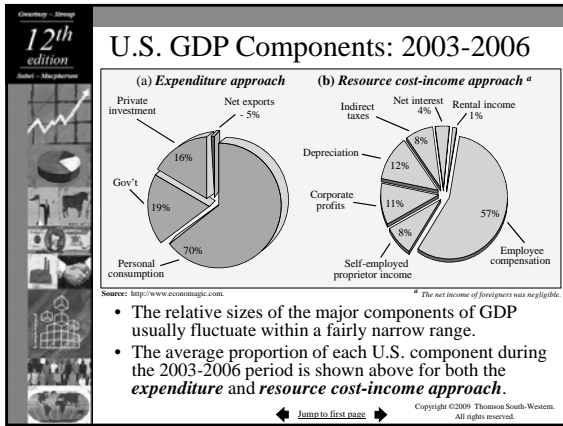 Gwartney – Stroup
12th
edition
Sobel – Macpherson
U.S. GDP Components: 2003-2006
(a) Expenditure approach
(b) Resource cost-income approach a
Private
investment
Net exports
- 5%
16%
Gov't
19%
70%
Personal
consumption
Indirect
taxes
Net interest
4%
Rental income
1%
8%
Depreciation
12%
Corporate
profits
11%
57%
8%
Self-employed
proprietor income
Employee
compensation
Source: http://www.economagic.com.
a The net income of foreigners was negligible.
• The relative sizes of the major components of GDP
usually fluctuate within a fairly narrow range.
• The average proportion of each U.S. component during
the 2003-2006 period is shown above for both the
expenditure and resource cost-income approach.
Jump to first page
Copyright ©2009 Thomson South-Western.
All rights reserved.